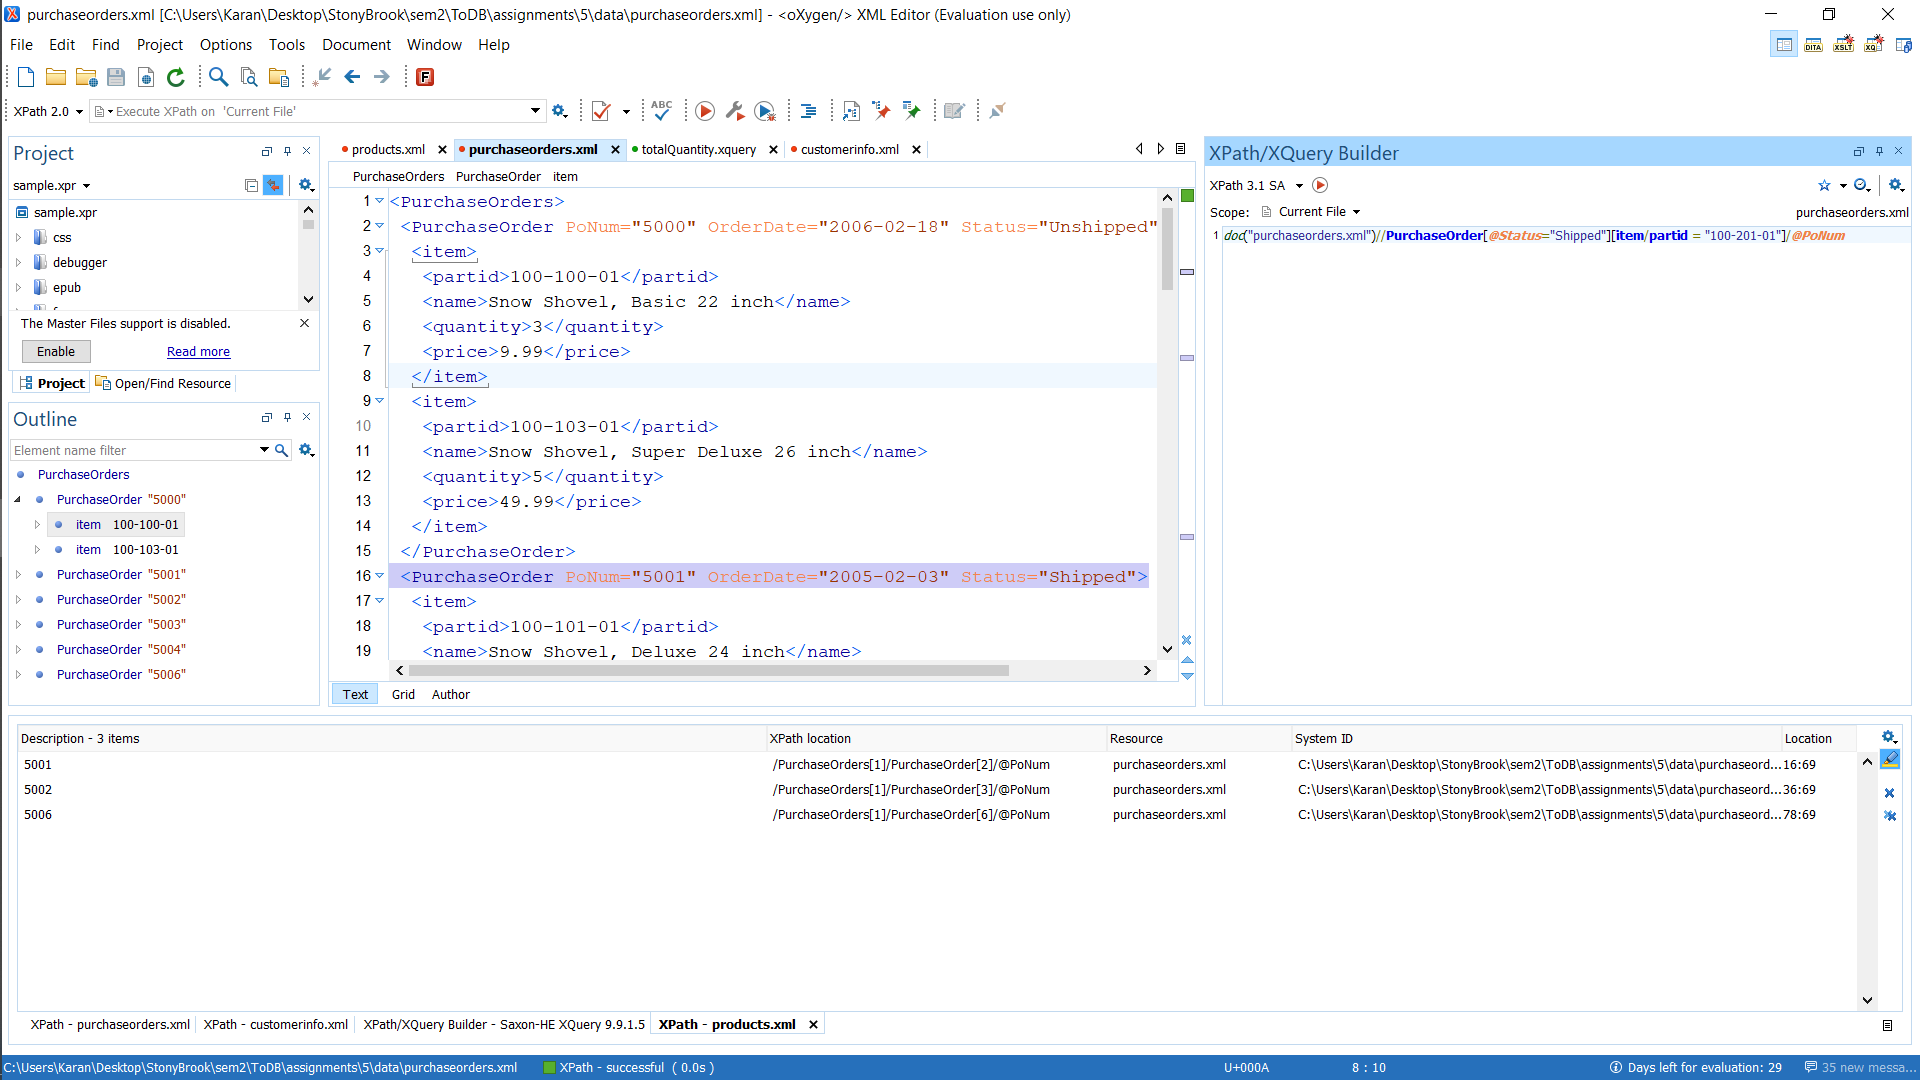 purchaseorders.xml [C:\Users\Karan\Desktop\StonyBrook\sem2\ToDB\assignments\5\data\purchaseorders.xml] - <oXygen/> XML Editor (Evaluation use only)
File Edit Find Project Options Tools Document Window Help
DITA XSLT XQ
F
XPath 2.0 Execute XPath on 'Current File' ABC
Project
sample.xpr
sample.xpr
css
debugger
epub
The Master Files support is disabled.
Enable Read more
Project Open/Find Resource
Outline
Element name filter
PurchaseOrders
PurchaseOrder "5000"
item 100-100-01
item 100-103-01
PurchaseOrder "5001"
PurchaseOrder "5002"
PurchaseOrder "5003"
PurchaseOrder "5004"
PurchaseOrder "5006"
products.xml purchaseorders.xml totalQuantity.xquery customerinfo.xml
PurchaseOrders PurchaseOrder item
1 <PurchaseOrders>
2 <PurchaseOrder PoNum="5000" OrderDate="2006-02-18" Status="Unshipped"
3 <item>
4 <partid>100-100-01</partid>
5 <name>Snow Shovel, Basic 22 inch</name>
6 <quantity>3</quantity>
7 <price>9.99</price>
8 </item>
9 <item>
10 <partid>100-103-01</partid>
11 <name>Snow Shovel, Super Deluxe 26 inch</name>
12 <quantity>5</quantity>
13 <price>49.99</price>
14 </item>
15 </PurchaseOrder>
16 <PurchaseOrder PoNum="5001" OrderDate="2005-02-03" Status="Shipped">
17 <item>
18 <partid>100-101-01</partid>
19 <name>Snow Shovel, Deluxe 24 inch</name>
Text Grid Author
XPath/XQuery Builder
XPath 3.1 SA
Scope: Current File purchaseorders.xml
1 doc("purchaseorders.xml")//PurchaseOrder[@Status="Shipped"][item/partid = "100-201-01"]/@PoNum
Description - 3 items XPath location Resource System ID Location
5001 /PurchaseOrders[1]/PurchaseOrder[2]/@PoNum purchaseorders.xml C:\Users\Karan\Desktop\StonyBrook\sem2\ToDB\assignments\5\data\purchaseord...16:69
5002 /PurchaseOrders[1]/PurchaseOrder[3]/@PoNum purchaseorders.xml C:\Users\Karan\Desktop\StonyBrook\sem2\ToDB\assignments\5\data\purchaseord...36:69
5006 /PurchaseOrders[1]/PurchaseOrder[6]/@PoNum purchaseorders.xml C:\Users\Karan\Desktop\StonyBrook\sem2\ToDB\assignments\5\data\purchaseord...78:69
XPath - purchaseorders.xml XPath - customerinfo.xml XPath/XQuery Builder - Saxon-HE XQuery 9.9.1.5 XPath - products.xml
C:\Users\Karan\Desktop\StonyBrook\sem2\ToDB\assignments\5\data\purchaseorders.xml XPath - successful ( 0.0s ) U+000A 8 : 10 Days left for evaluation: 29 35 new messa...